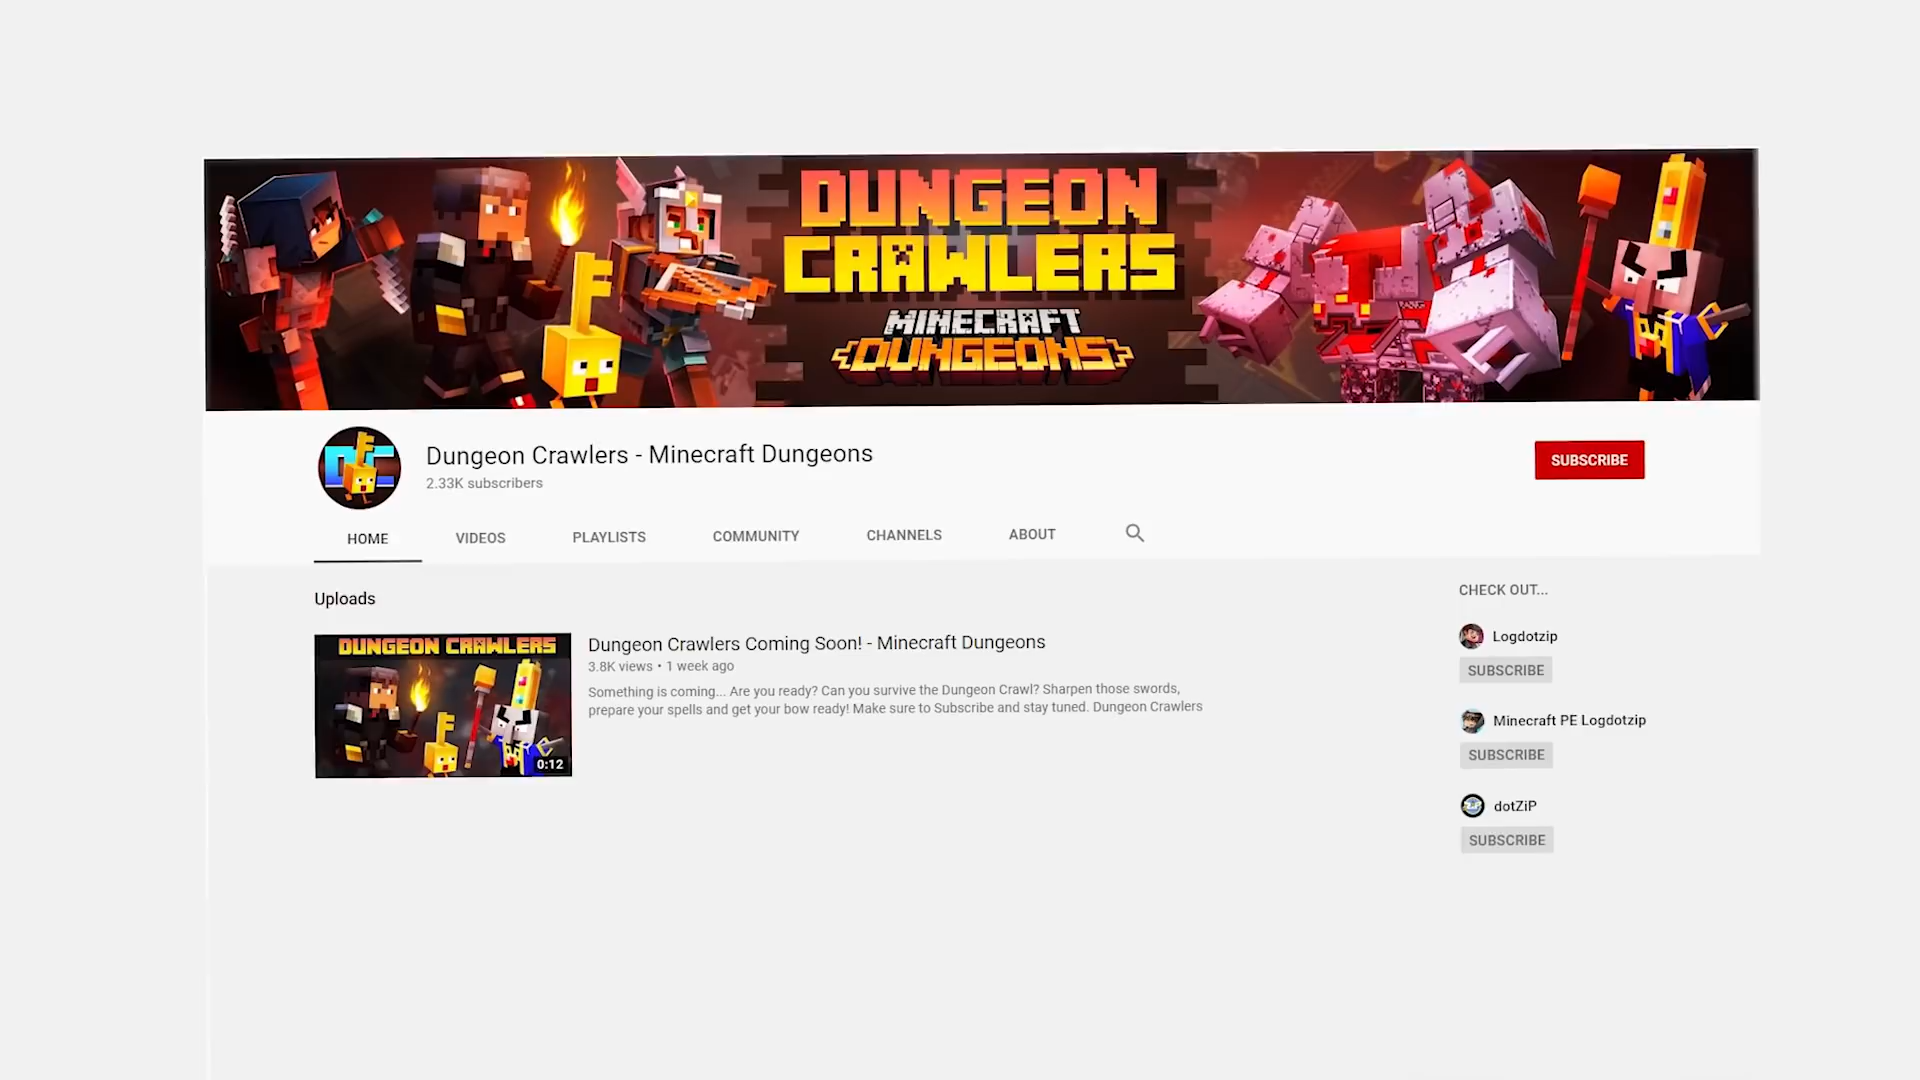 DUNGEON
CRAWLERS
MINECRAFT
DUNGEONS
DC
Dungeon Crawlers - Minecraft Dungeons
2.33K subscribers
SUBSCRIBE
HOME VIDEOS PLAYLISTS COMMUNITY CHANNELS ABOUT
Uploads
DUNGEON CRAWLERS
0:12
Dungeon Crawlers Coming Soon! - Minecraft Dungeons
3.8K views • 1 week ago
Something is coming... Are you ready? Can you survive the Dungeon Crawl? Sharpen those swords,
prepare your spells and get your bow ready! Make sure to Subscribe and stay tuned. Dungeon Crawlers
CHECK OUT...
Logdotzip
SUBSCRIBE
Minecraft PE Logdotzip
SUBSCRIBE
dotZiP
SUBSCRIBE